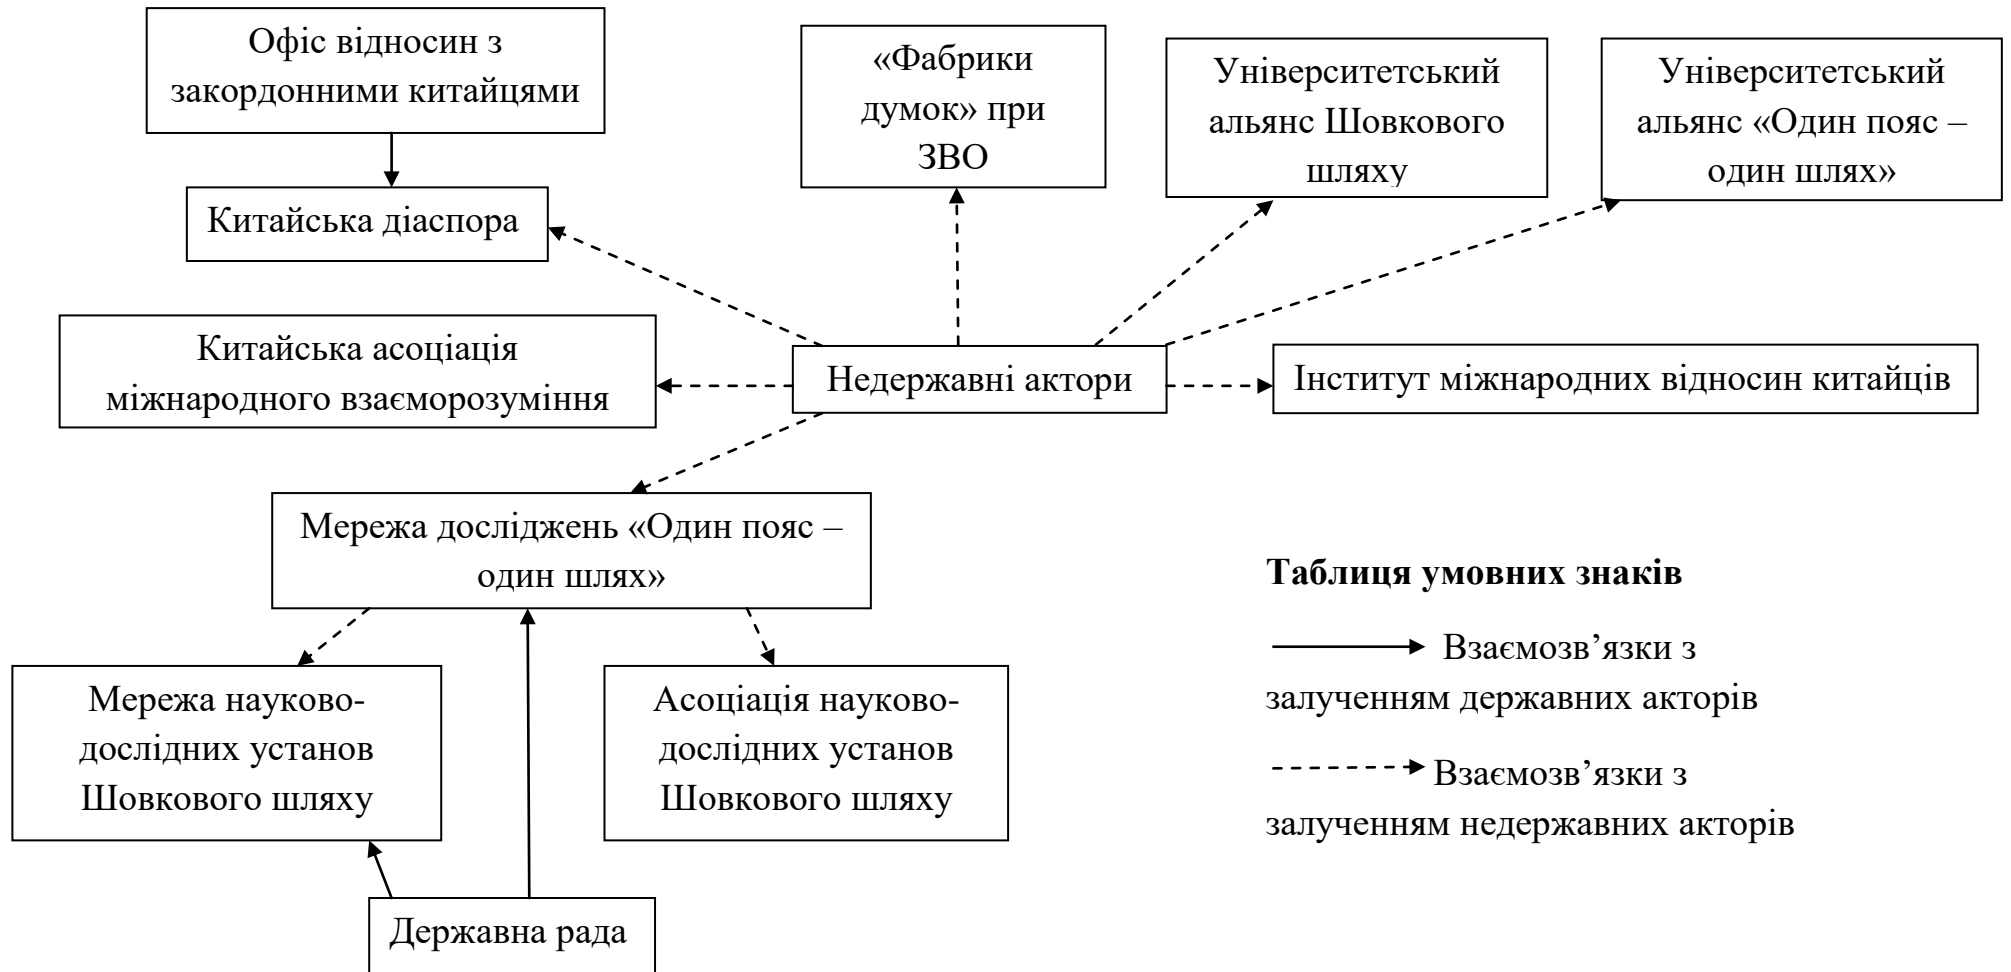 Офіс відносин з
закордонними китайцями
«Фабрики
думок» при
ЗВО
Університетський
альянс Шовкового
шляху
Університетський
альянс «Один пояс –
один шлях»
Китайська діаспора
Китайська асоціація
міжнародного взаєморозуміння
Недержавні актори
Інститут міжнародних відносин китайців
Мережа досліджень «Один пояс –
один шлях»
Мережа науково-
дослідних установ
Шовкового шляху
Асоціація науково-
дослідних установ
Шовкового шляху
Державна рада
Таблиця умовних знаків
Взаємозв’язки з
залученням державних акторів
Взаємозв’язки з
залученням недержавних акторів